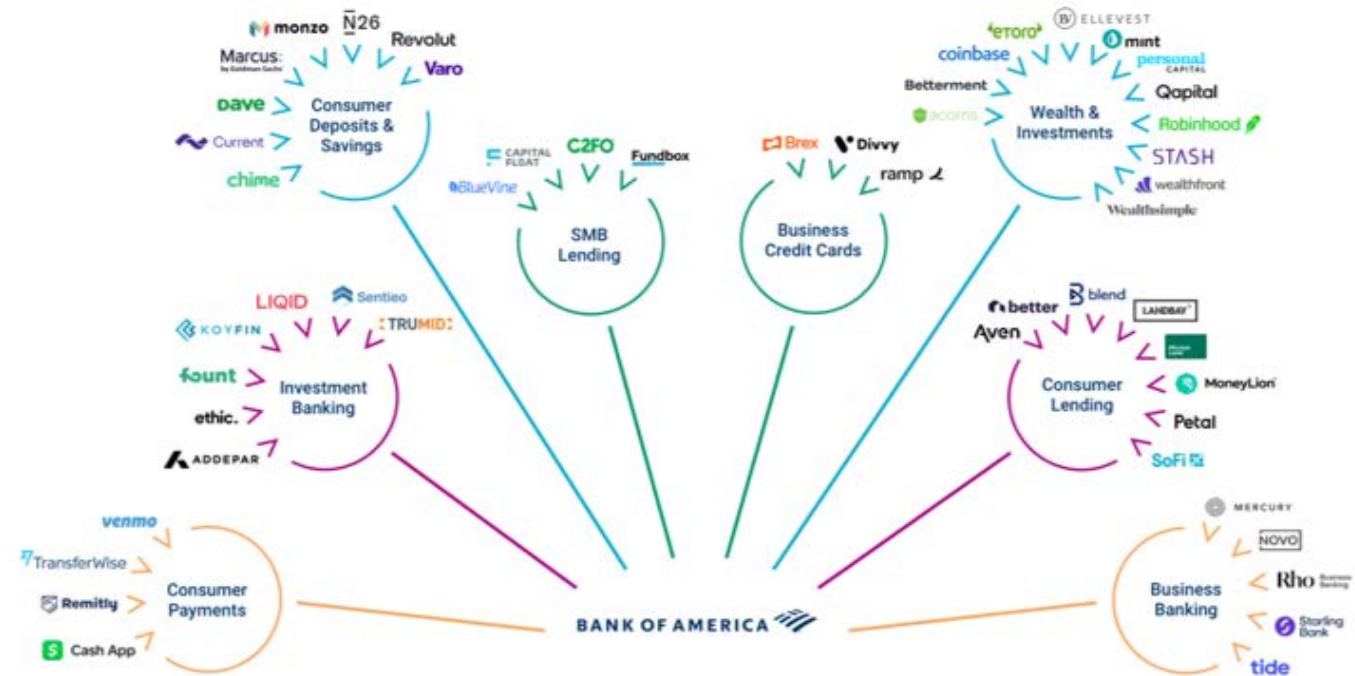 monzo
N26
Revolut
Marcus:
by Goldman Sachs
Varo
Dave
Current
chime
Consumer
Deposits &
Savings
CAPITAL
FLOAT
C2FO
Fundbox
BlueVine
SMB
Lending
Brex
Divvy
ramp
Business
Credit Cards
eToro
ELLEVEST
mint
coinbase
personal
CAPITAL
Betterment
Qapital
acorns
Robinhood
STASH
wealthfront
Wealthsimple
Wealth &
Investments
LIQID
Sentieo
KOYFIN
TRUMID
fount
ethic.
ADDEPAR
Investment
Banking
better
blend
LANDBAY
Aven
MoneyLion
Petal
SoFi
Consumer
Lending
venmo
TransferWise
Remitly
Cash App
Consumer
Payments
BANK OF AMERICA
MERCURY
NOVO
Rho Business
Banking
Starling
Bank
tide
Business
Banking